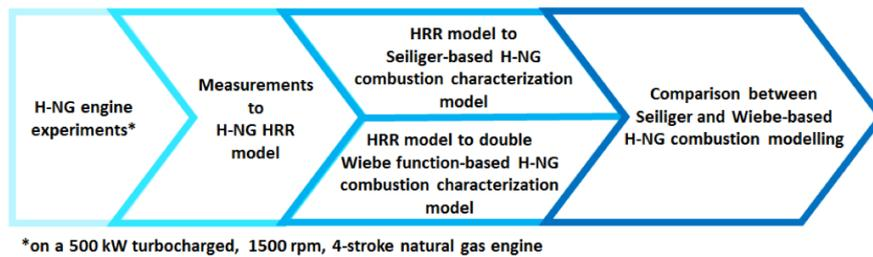 H-NG engine
experiments*
Measurements
to
H-NG HRR
model
HRR model to
Seiliger-based H-NG
combustion characterization
model
HRR model to double
Wiebe function-based H-NG
combustion characterization
model
Comparison between
Seiliger and Wiebe-based
H-NG combustion modelling
*on a 500 kW turbocharged, 1500 rpm, 4-stroke natural gas engine